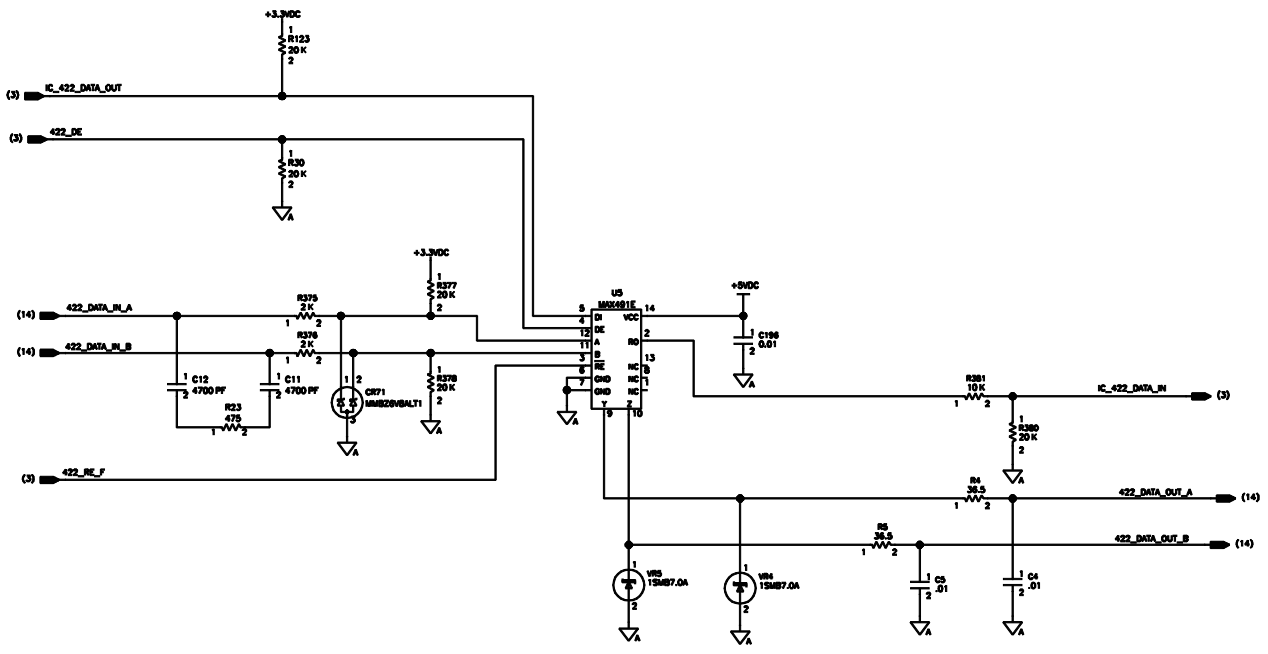 +3.3VDC
1
R123
20 K
2
(3) IC_422_DATA_OUT
(3) 422_DE
1
R30
20 K
2
A
+3.3VDC
1
R377
20 K
2
(14) 422_DATA_IN_A
R375
2 K
1 2
(14) 422_DATA_IN_B
R376
2 K
1 2
1
C12
4700 PF
2
1
C11
4700 PF
2
R23
475
1 2
1 2
CR71
MMBZ6V8ALT1
3
A
1
R378
20 K
2
A
(3) 422_RE_F
U5
MAX491E
5 DI VCC 14
4 DE
12 A RO 2
11 B
3 RE NC 13
6 GND NC 8
7 GND NC 1
Y Z
9 10
A
+5VDC
1
C196
0.01
2
A
R381
10 K
1 2
IC_422_DATA_IN (3)
1
R380
20 K
2
A
R4
36.5
1 2
422_DATA_OUT_A (14)
R5
36.5
1 2
422_DATA_OUT_B (14)
1
VR5
1SMB7.0A
2
A
1
VR4
1SMB7.0A
2
A
1
C5
.01
2
A
1
C4
.01
2
A